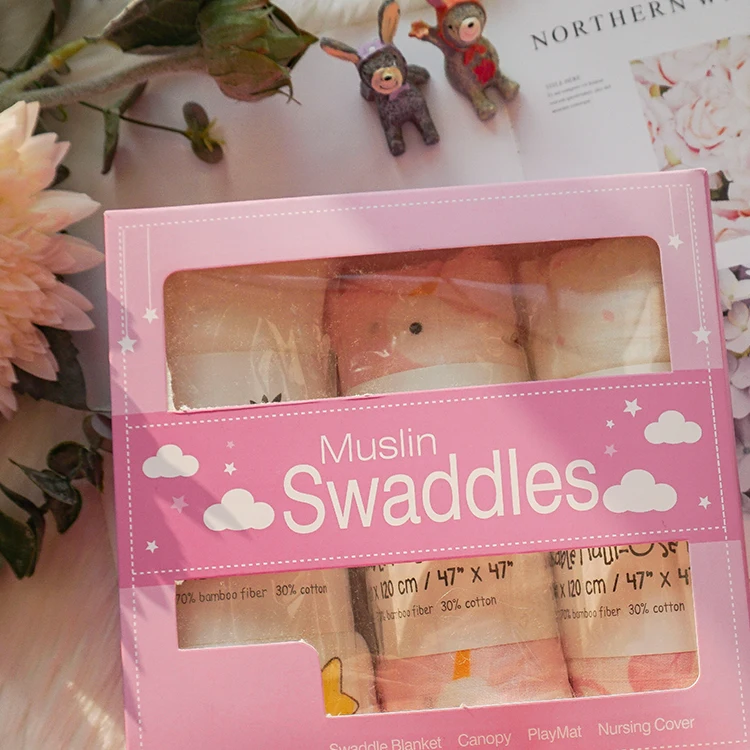 NORTHERN
Muslin
Swaddles
x 120 cm / 47" x 47"
70% bamboo fiber 30% cotton
bamboo fiber 30% cotton
x 120 cm / 47" x 4
70% bamboo fiber 30% cotton
Swaddle Blanket Canopy PlayMat Nursing Cover